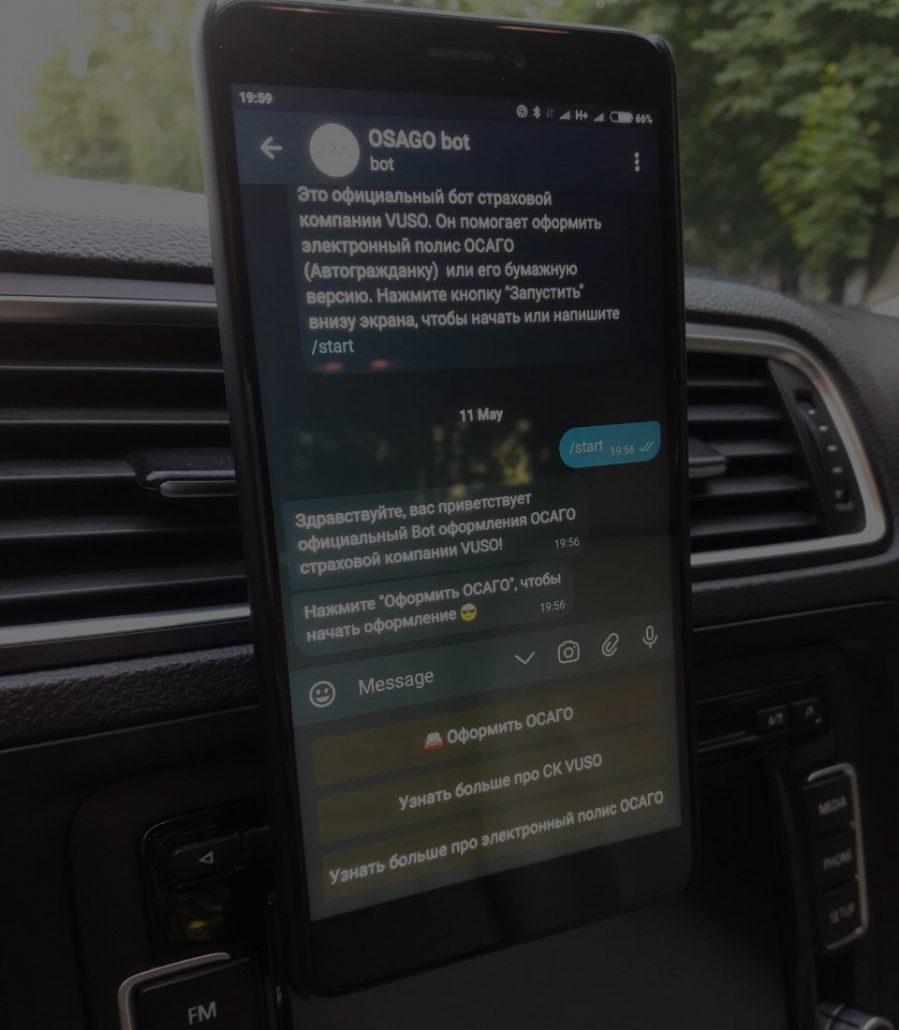 19:59
H+ 66%
OSAGO bot
bot
Это официальный бот страховой
компании VUSO. Он помогает оформить
электронный полис ОСАГО
(Автогражданку) или его бумажную
версию. Нажмите кнопку "Запустить"
внизу экрана, чтобы начать или напишите
/start
11 May
/start 19:56
Здравствуйте, вас приветствует
официальный Bot оформления ОСАГО
страховой компании VUSO! 19:56
Нажмите "Оформить ОСАГО", чтобы
начать оформление 😎 19:56
Message
🚘 Оформить ОСАГО
Узнать больше про СК VUSO
Узнать больше про электронный полис ОСАГО
MEDIA
PHONE
SETUP
FM